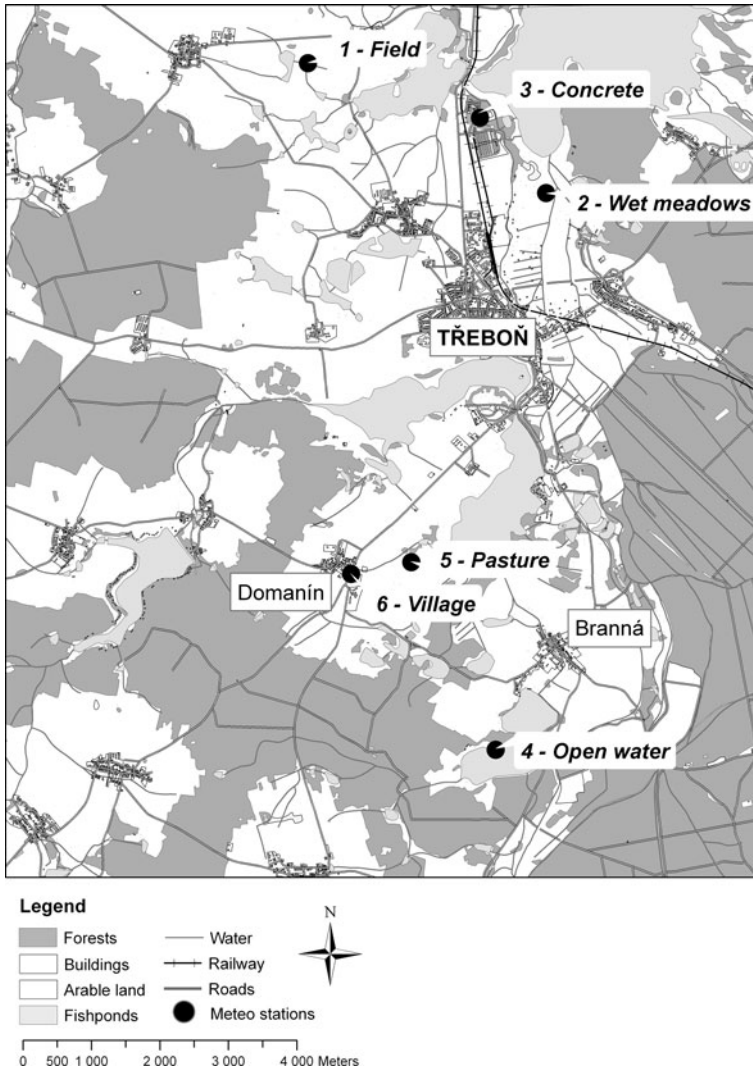 1 - Field
3 - Concrete
2 - Wet meadows
TŘEBOŇ
5 - Pasture
Domanín
6 - Village
Branná
4 - Open water
Legend
Forests
Buildings
Arable land
Fishponds
Water
Railway
Roads
Meteo stations
N
0 500 1 000 2 000 3 000 4 000 Meters